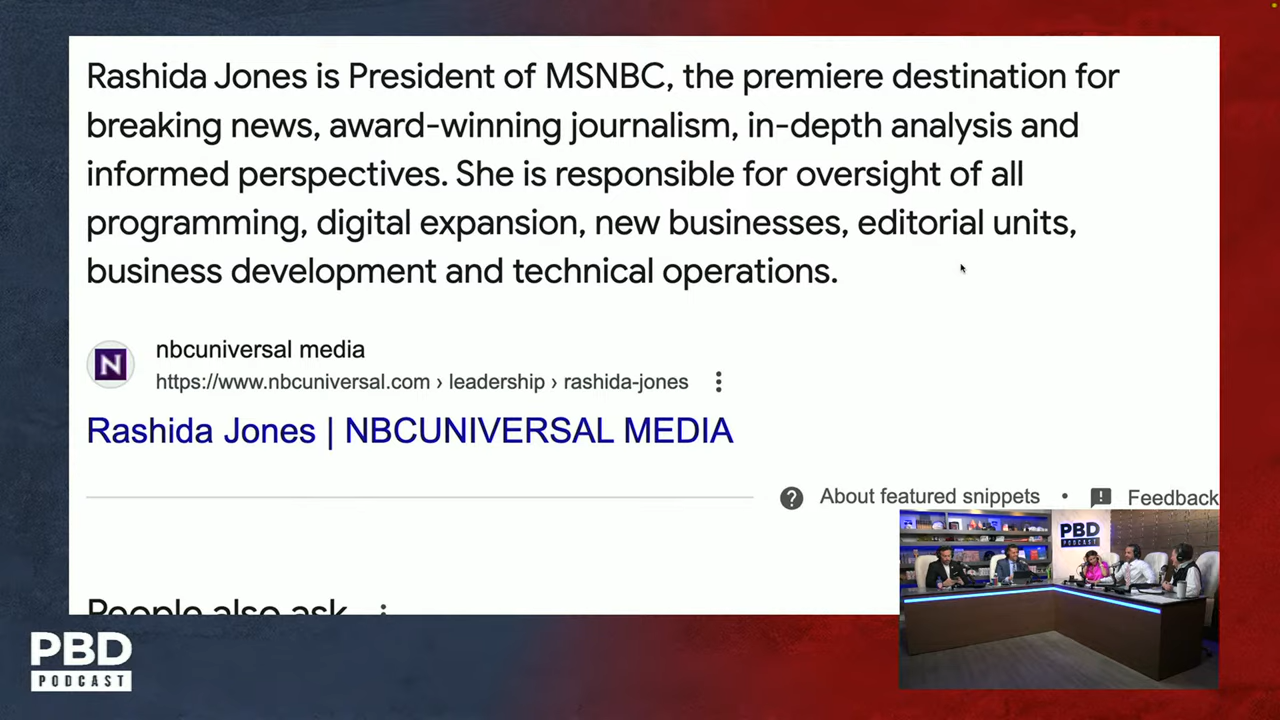 Rashida Jones is President of MSNBC, the premiere destination for
breaking news, award-winning journalism, in-depth analysis and
informed perspectives. She is responsible for oversight of all
programming, digital expansion, new businesses, editorial units,
business development and technical operations.
N
nbcuniversal media
https://www.nbcuniversal.com › leadership › rashida-jones
Rashida Jones | NBCUNIVERSAL MEDIA
About featured snippets • Feedback
PBD
PODCAST
People also ask
PBD
PODCAST